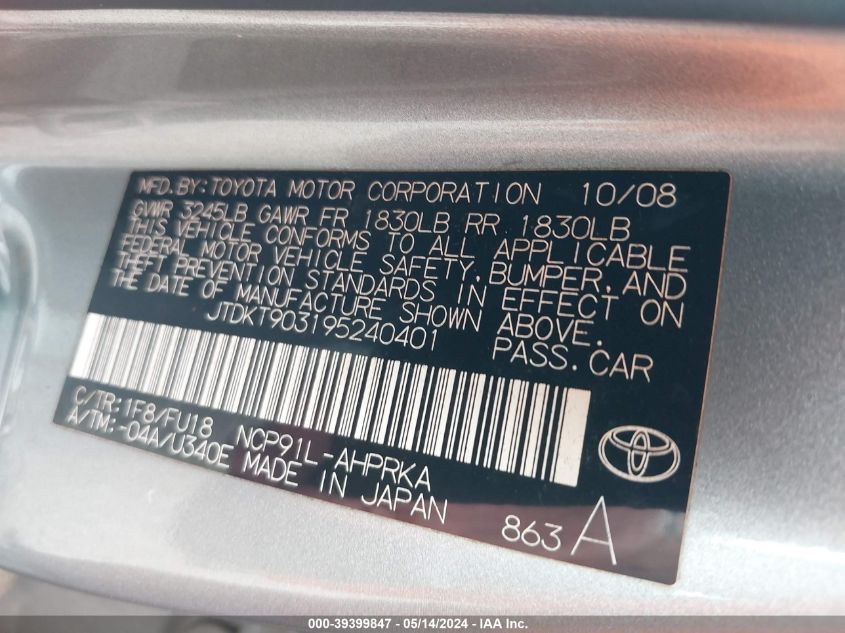 MFD.BY:TOYOTA MOTOR CORPORATION 10/08
GVWR 3245LB GAWR FR 1830LB RR 1830LB
THIS VEHICLE CONFORMS TO ALL APPLICABLE
FEDERAL MOTOR VEHICLE SAFETY,BUMPER,AND
THEFT PREVENTION STANDARDS IN EFFECT ON
THE DATE OF MANUFACTURE SHOWN ABOVE.
JTDKT903195240401 PASS.CAR
C/TR:1F8/FU18 NCP91L-AHPRKA
A/TM:-04A/U340E MADE IN JAPAN
863 A
000-39399847 / 05/14/2024 - IAA Inc.